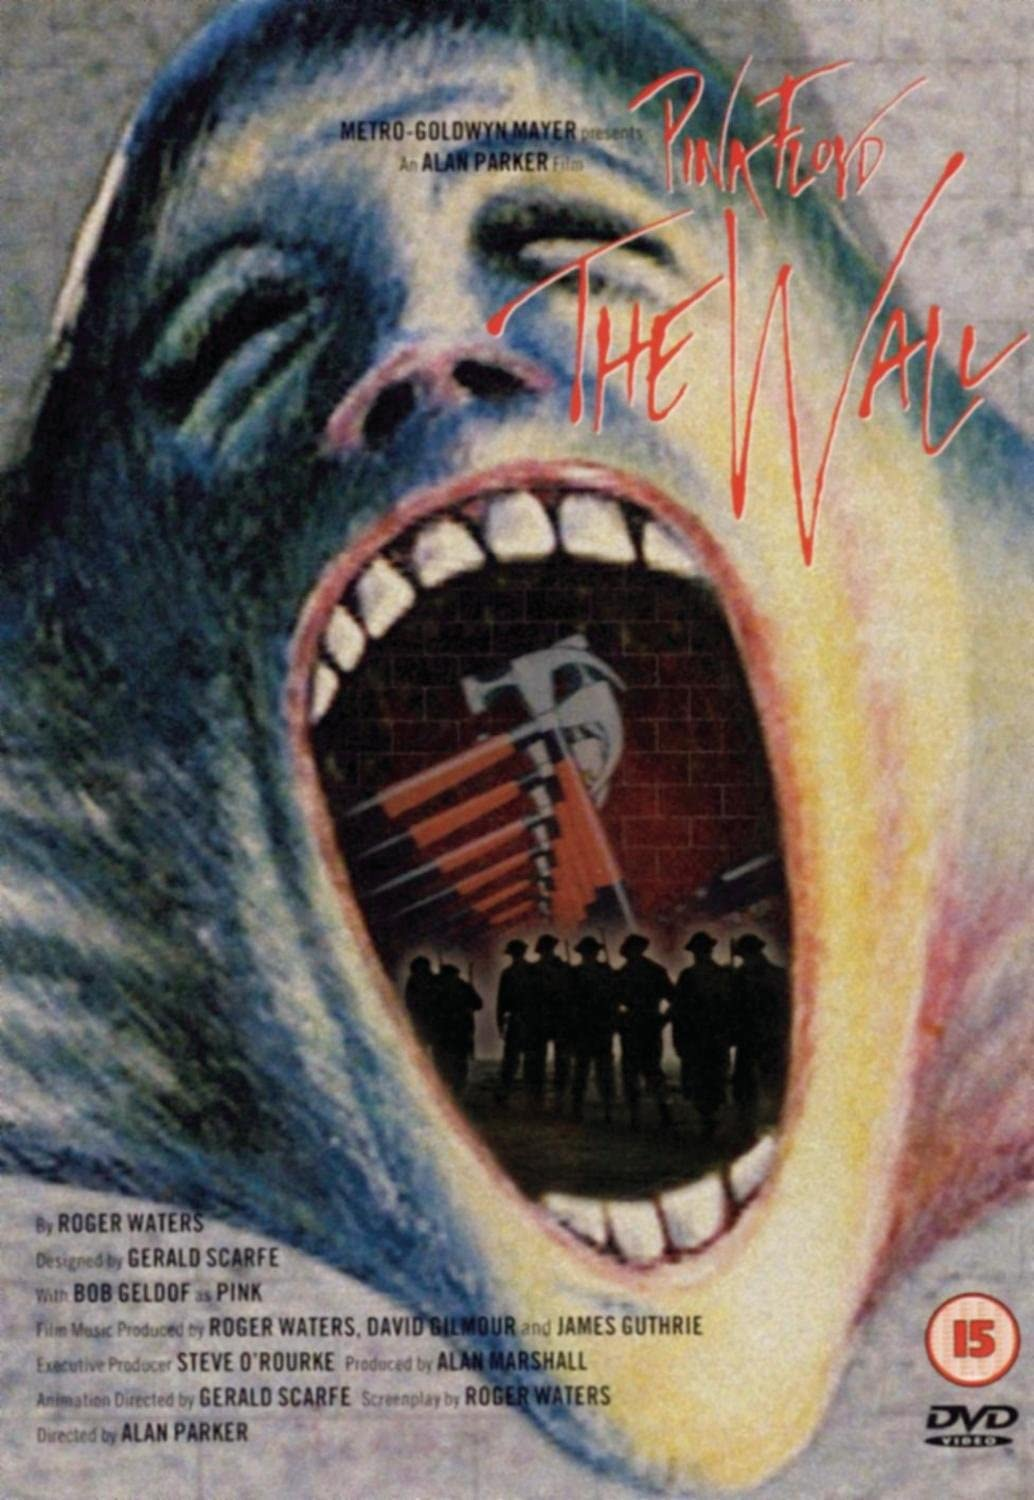 METRO-GOLDWYN MAYER presents
An ALAN PARKER Film
PINK FLOYD
THE WALL
By ROGER WATERS
Designed by GERALD SCARFE
With BOB GELDOF as PINK
Film Music Produced by ROGER WATERS, DAVID GILMOUR and JAMES GUTHRIE
Executive Producer STEVE O'ROURKE Produced by ALAN MARSHALL
Animation Directed by GERALD SCARFE Screenplay by ROGER WATERS
Directed by ALAN PARKER
15
DVD
VIDEO